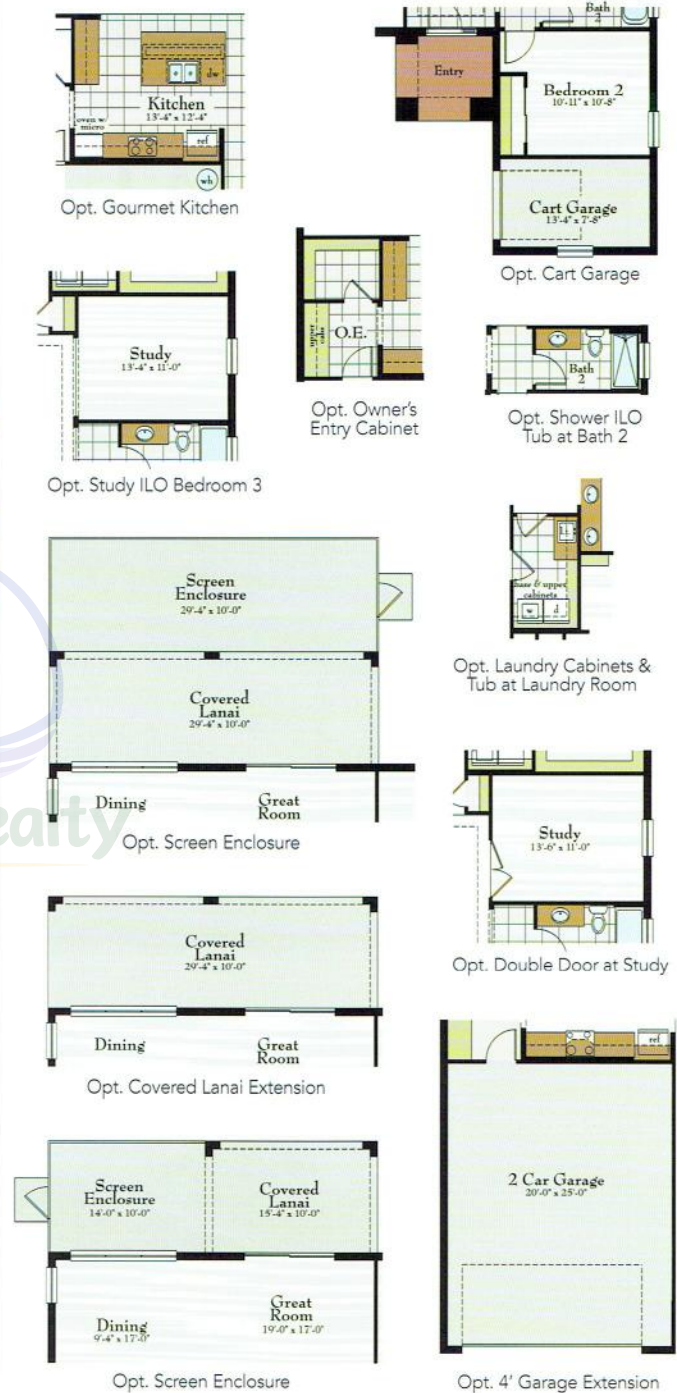 Kitchen
13'-4" x 12'-4"
dw
oven w/
micro
ref
wh
Opt. Gourmet Kitchen
Bath
2
Entry
Bedroom 2
10'-11" x 10'-8"
Cart Garage
13'-4" x 7'-8"
Opt. Cart Garage
Study
13'-4" x 11'-0"
Opt. Study ILO Bedroom 3
upper
cabs
O.E.
Opt. Owner's
Entry Cabinet
Bath
2
Opt. Shower ILO
Tub at Bath 2
Screen
Enclosure
29'-4" x 10'-0"
Covered
Lanai
29'-4" x 10'-0"
Dining
Great
Room
Opt. Screen Enclosure
ealty
base & upper
cabinets
w
d
Opt. Laundry Cabinets &
Tub at Laundry Room
Study
13'-6" x 11'-0"
Opt. Double Door at Study
Covered
Lanai
29'-4" x 10'-0"
Dining
Great
Room
Opt. Covered Lanai Extension
Screen
Enclosure
14'-0" x 10'-0"
Covered
Lanai
15'-4" x 10'-0"
Dining
9'-4" x 17'-0"
Great
Room
19'-0" x 17'-0"
Opt. Screen Enclosure
ref
2 Car Garage
20'-0" x 25'-0"
Opt. 4' Garage Extension